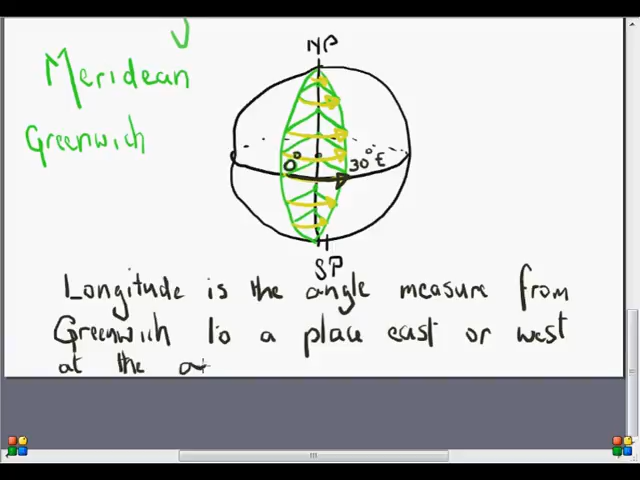 NP
Meridean
Greenwich
0°
30°E
SP
Longitude is the angle measure from
Greenwich to a place east or west
at the